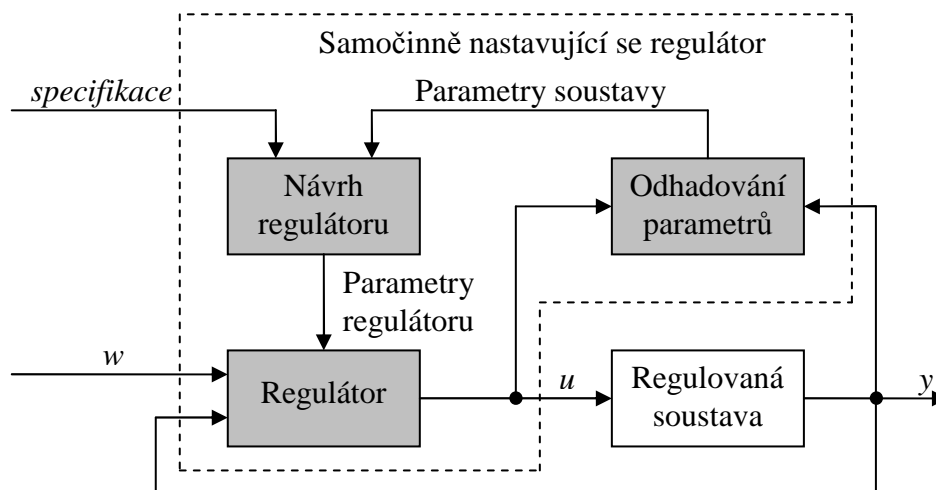 Samočinně nastavující se regulátor
specifikace
Parametry soustavy
Návrh
regulátoru
Odhadování
parametrů
Parametry
regulátoru
w
Regulátor
u
Regulovaná
soustava
y